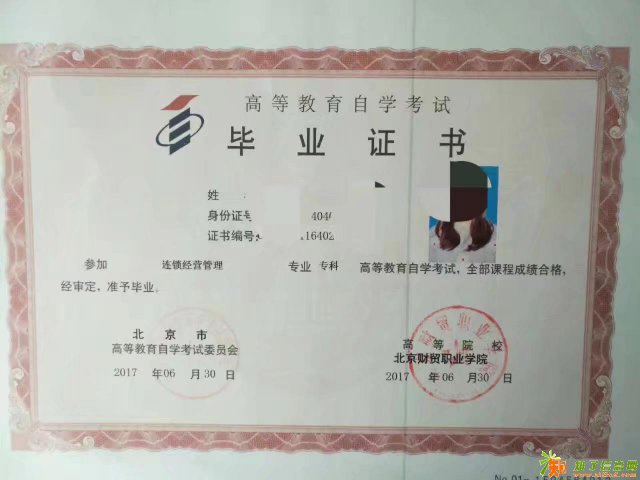 高等教育自学考试
毕业证书
姓
身份证号 404
证书编号 16402
参加 连锁经营管理 专业 专科 高等教育自学考试，全部课程成绩合格，
经审定，准予毕业。
北京市
高等教育自学考试委员会
2017 年06 月30日
高等院校
北京财贸职业学院
2017 年06 月30日